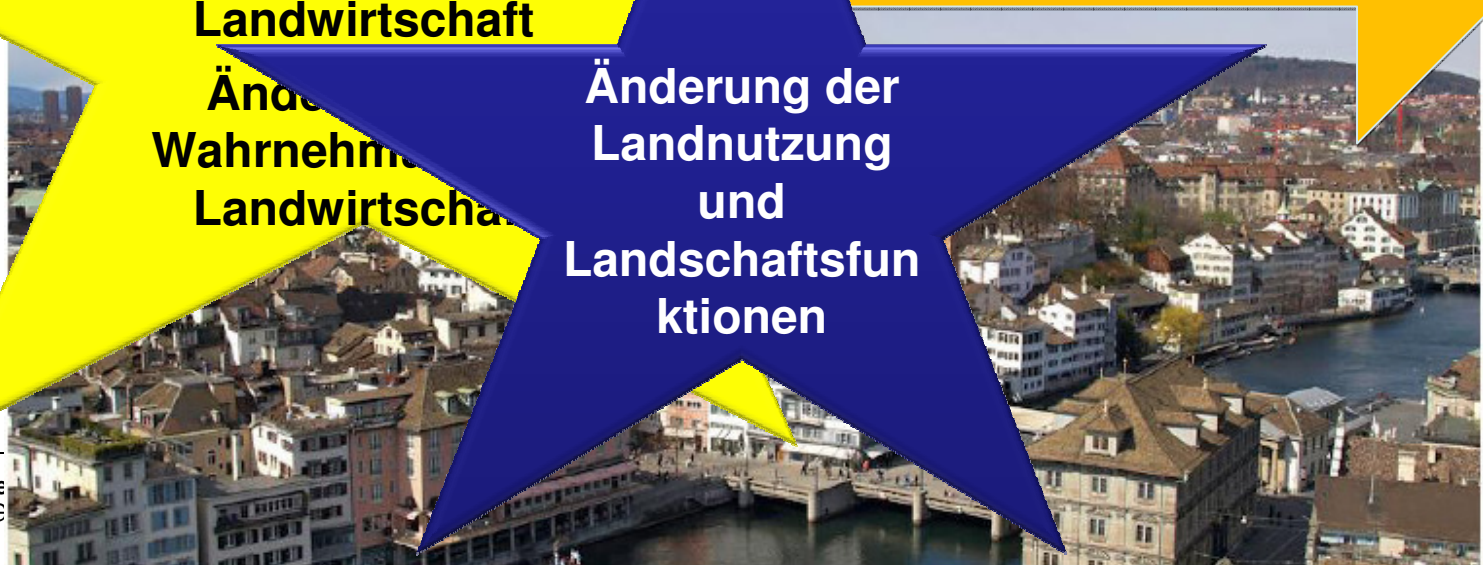 Landwirtschaft
Wahrnehm
Landwirtscha
Änderung der
Landnutzung
und
Landschaftsfun
ktionen